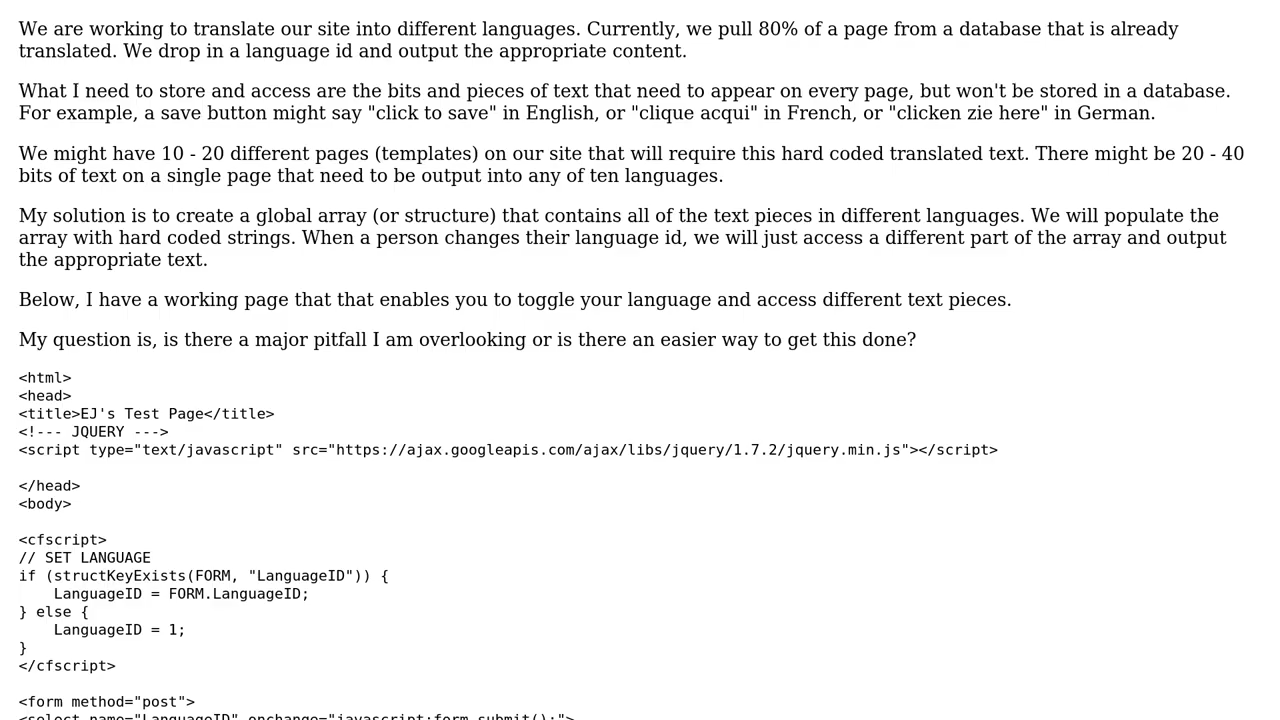 We are working to translate our site into different languages. Currently, we pull 80% of a page from a database that is already
translated. We drop in a language id and output the appropriate content.
What I need to store and access are the bits and pieces of text that need to appear on every page, but won't be stored in a database.
For example, a save button might say "click to save" in English, or "clique acqui" in French, or "clicken zie here" in German.
We might have 10 - 20 different pages (templates) on our site that will require this hard coded translated text. There might be 20 - 40
bits of text on a single page that need to be output into any of ten languages.
My solution is to create a global array (or structure) that contains all of the text pieces in different languages. We will populate the
array with hard coded strings. When a person changes their language id, we will just access a different part of the array and output
the appropriate text.
Below, I have a working page that that enables you to toggle your language and access different text pieces.
My question is, is there a major pitfall I am overlooking or is there an easier way to get this done?
<html>
<head>
<title>EJ's Test Page</title>
<!--- JQUERY --->
<script type="text/javascript" src="https://ajax.googleapis.com/ajax/libs/jquery/1.7.2/jquery.min.js"></script>
</head>
<body>
<cfscript>
// SET LANGUAGE
if (structKeyExists(FORM, "LanguageID")) {
    LanguageID = FORM.LanguageID;
} else {
    LanguageID = 1;
}
</cfscript>
<form method="post">
<select name="LanguageID" onchange="javascript:form.submit();">